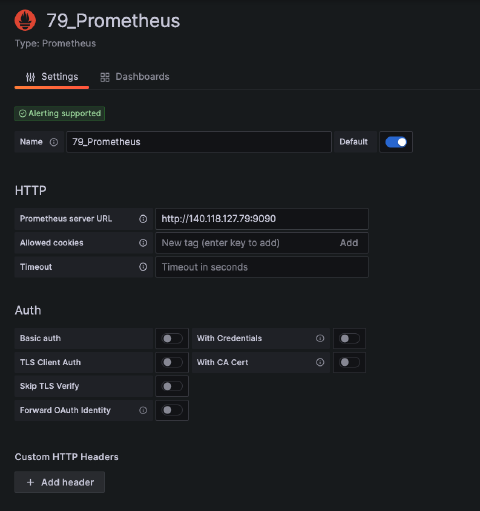 79_Prometheus
Type: Prometheus
Settings Dashboards
Alerting supported
Name 79_Prometheus Default
HTTP
Prometheus server URL http://140.118.127.79:9090
Allowed cookies New tag (enter key to add) Add
Timeout Timeout in seconds
Auth
Basic auth With Credentials
TLS Client Auth With CA Cert
Skip TLS Verify
Forward OAuth Identity
Custom HTTP Headers
+ Add header